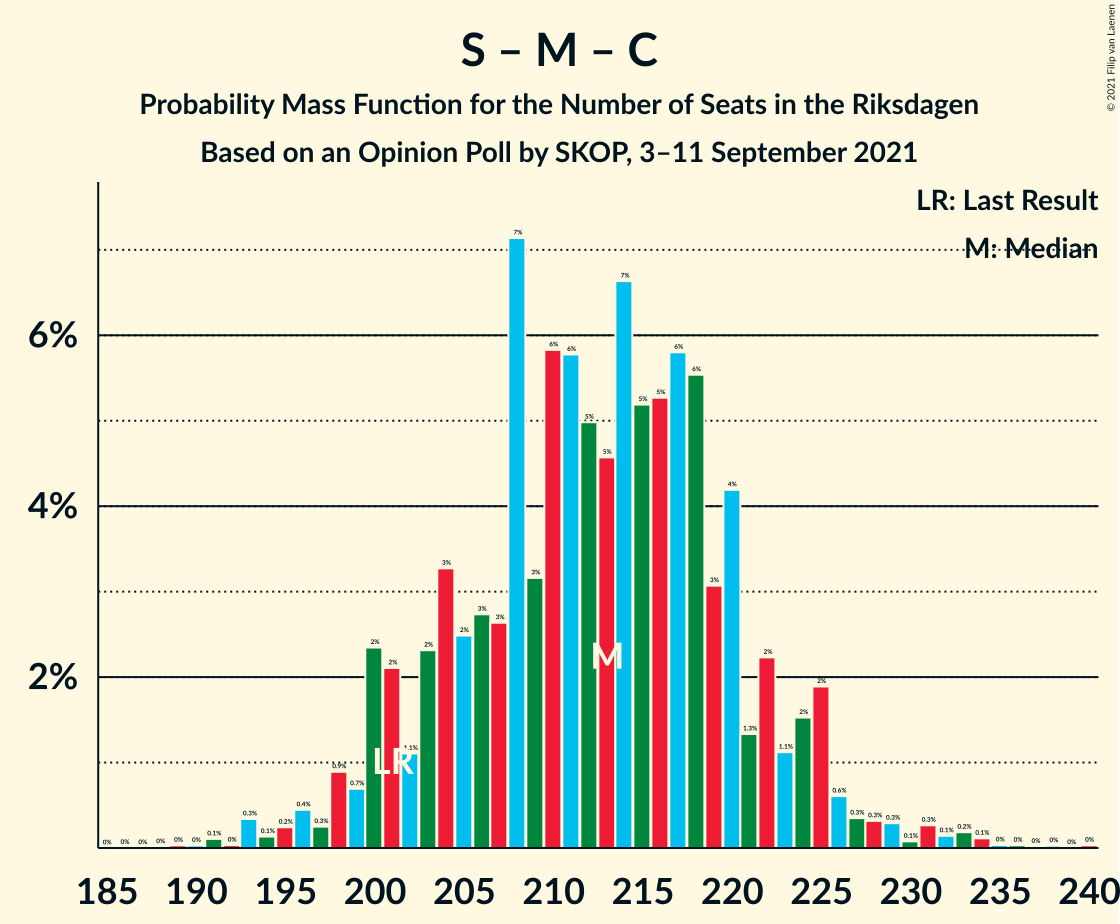 S – M – C
Probability Mass Function for the Number of Seats in the Riksdagen
Based on an Opinion Poll by SKOP, 3–11 September 2021
© 2021 Filip van Laenen
LR: Last Result
M: Median
6%
4%
2%
0% 0% 0% 0% 0% 0% 0.1% 0% 0.3% 0.1% 0.2% 0.4% 0.3% 0.9% 0.7% 2% 2% 1.1% 2% 3% 2% 3% 3% 7% 3% 6% 6% 5% 5% 7% 5% 5% 6% 6% 3% 4% 1.3% 2% 1.1% 2% 2% 0.6% 0.3% 0.3% 0.3% 0.1% 0.3% 0.1% 0.2% 0.1% 0% 0% 0% 0% 0% 0%
LR
M
185 190 195 200 205 210 215 220 225 230 235 240